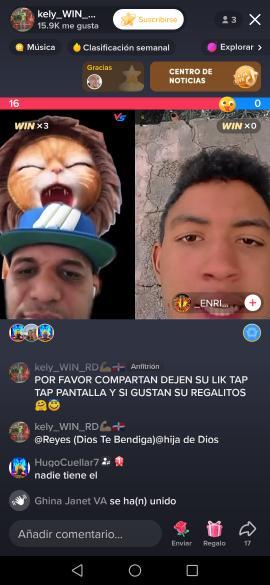 kely_WIN_...
15.9K me gusta
Suscribirse
3
Música
Clasificación semanal
Explorar >
Gracias
CENTRO DE
NOTICIAS
16
0
WIN ×3
VS
WIN ×0
_ENRI...
kely_WIN_RD Anfitrión
POR FAVOR COMPARTAN DEJEN SU LIK TAP
TAP PANTALLA Y SI GUSTAN SU REGALITOS
🤗😇
kely_WIN_RD
@Reyes (Dios Te Bendiga)@hija de Dios
HugoCuellar7
nadie tiene el
Ghina Janet VA se ha(n) unido
Añadir comentario...
Enviar
Regalo
17